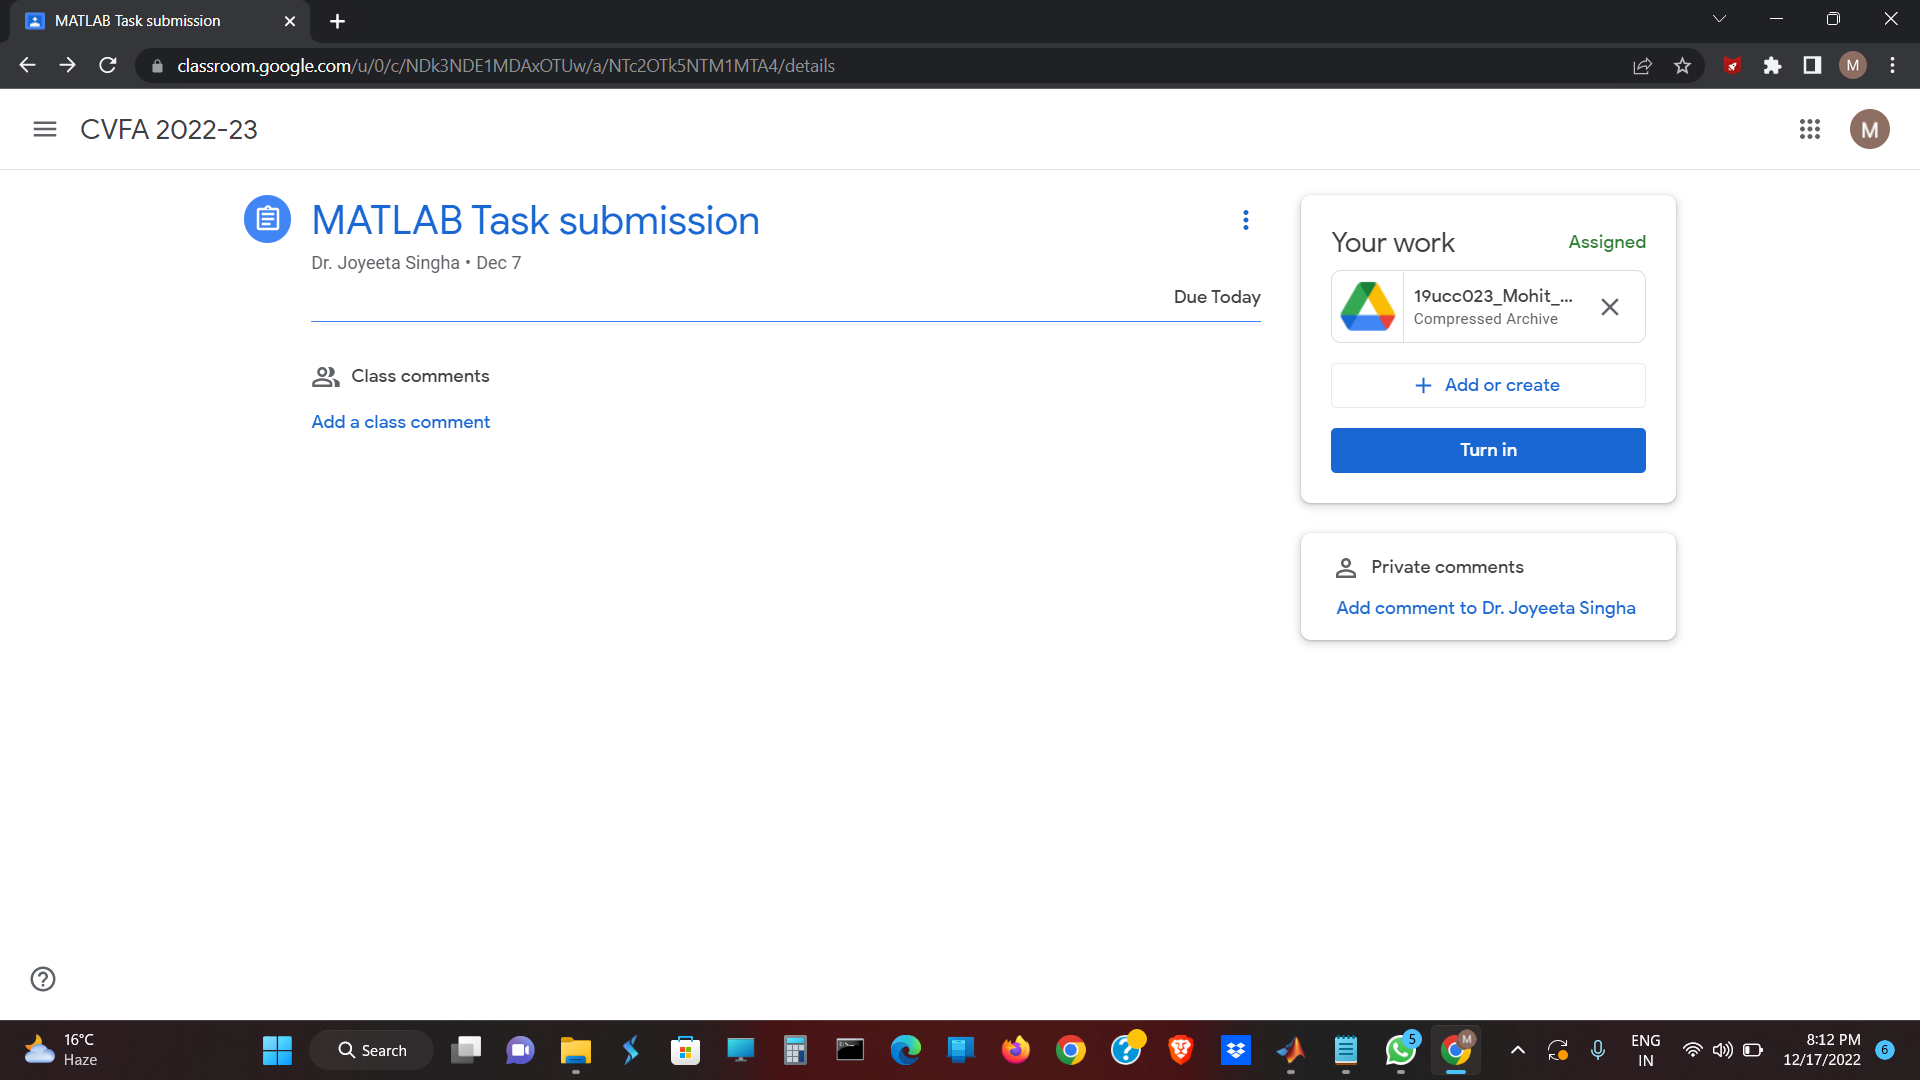 MATLAB Task submission
classroom.google.com/u/0/c/NDk3NDE1MDAxOTUw/a/NTc2OTk5NTM1MTA4/details
M
CVFA 2022-23
M
MATLAB Task submission
Dr. Joyeeta Singha • Dec 7
Due Today
Class comments
Add a class comment
Your work
Assigned
19ucc023_Mohit_...
Compressed Archive
Add or create
Turn in
Private comments
Add comment to Dr. Joyeeta Singha
16°C
Haze
Search
5
M
ENG
IN
8:12 PM
12/17/2022
6